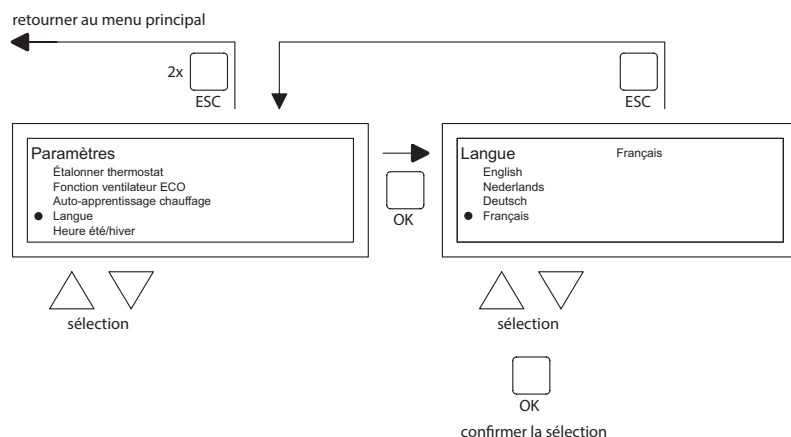 retourner au menu principal
2x
ESC
ESC
Paramètres
Étalonner thermostat
Fonction ventilateur ECO
Auto-apprentissage chauffage
Langue
Heure été/hiver
OK
Langue Français
English
Nederlands
Deutsch
Français
sélection
sélection
OK
confirmer la sélection